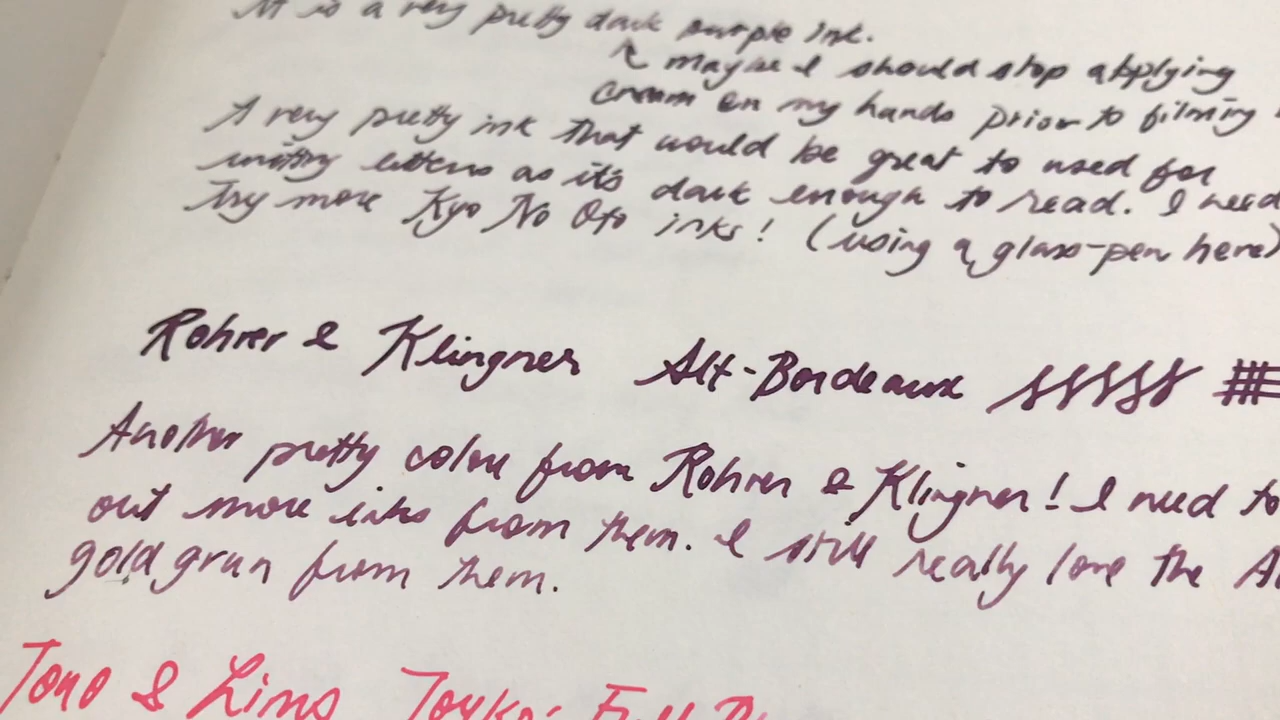 It is a very pretty dark purple ink.
maybe I should stop applying
cream on my hands prior to filming
A very pretty ink that would be great to used for
writing letters as it's dark enough to read. I need
try more Kyo No Oto inks! (using a glass-pen here)
Rohrer & Klingner Alt-Bordeaux
Another pretty colour from Rohrer & Klingner! I need to
out more inks from them. I still really love the
goldgrun from them.
Tono & Lims